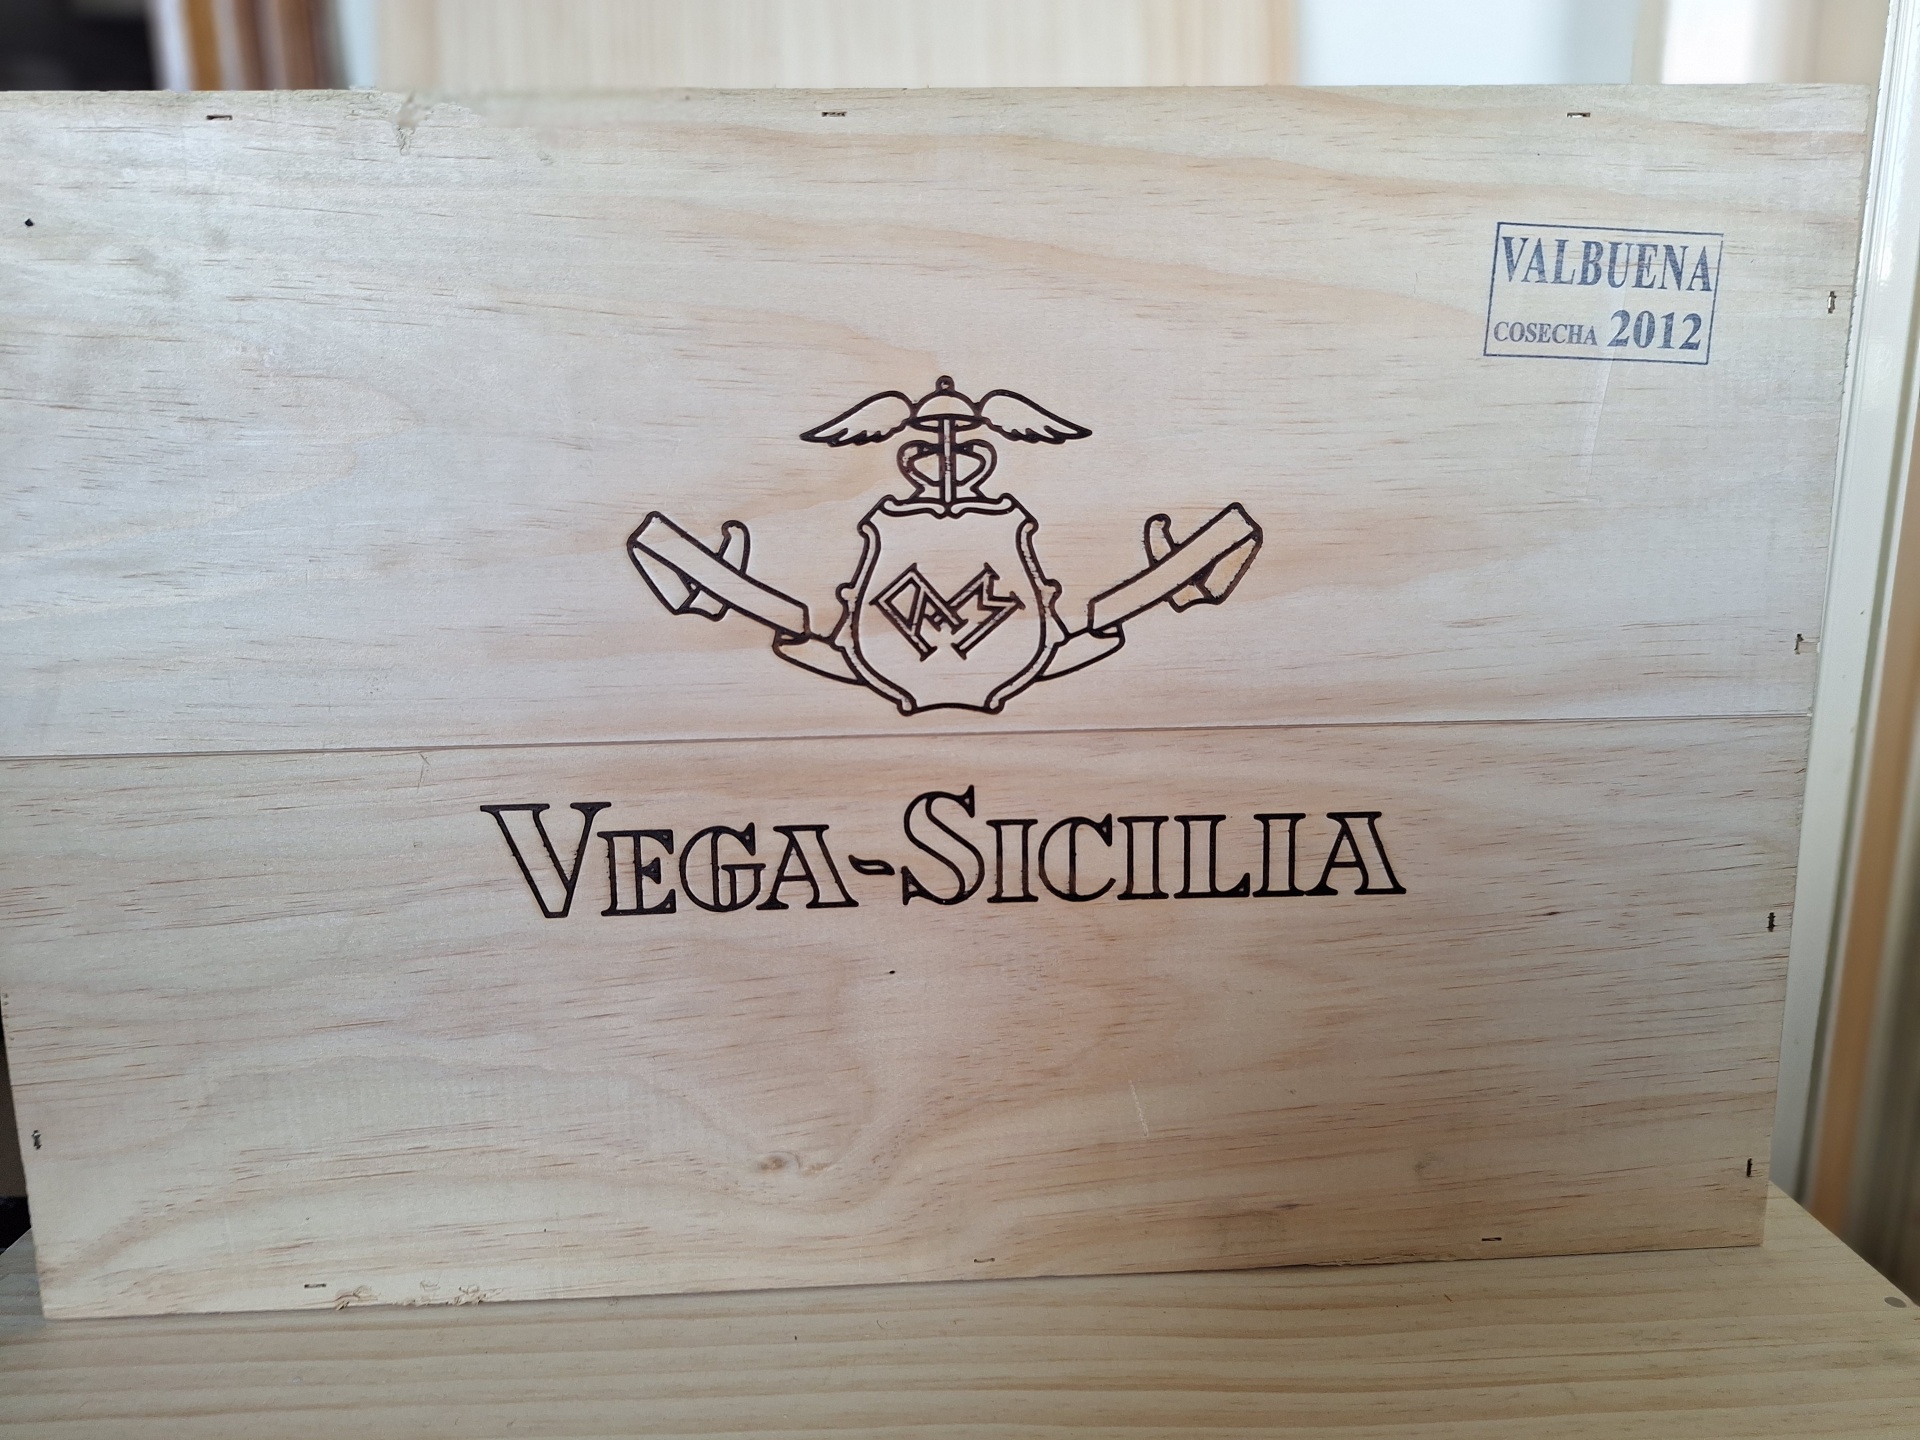 VALBUENA
COSECHA 2012
VEGA-SICILIA